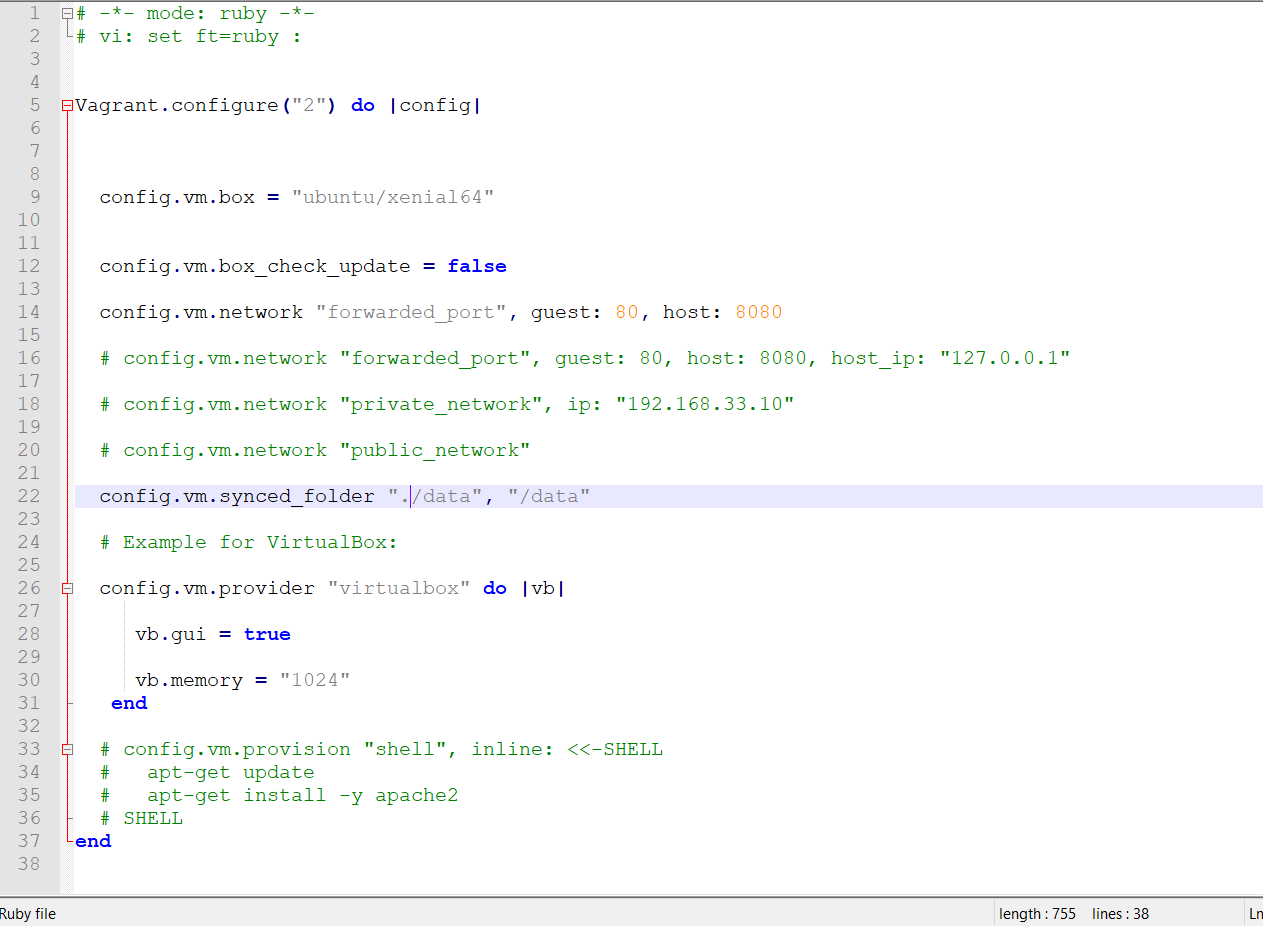 1 # -*- mode: ruby -*-
2 # vi: set ft=ruby :
3
4
5 Vagrant.configure("2") do |config|
6
7
8
9   config.vm.box = "ubuntu/xenial64"
10
11
12   config.vm.box_check_update = false
13
14   config.vm.network "forwarded_port", guest: 80, host: 8080
15
16   # config.vm.network "forwarded_port", guest: 80, host: 8080, host_ip: "127.0.0.1"
17
18   # config.vm.network "private_network", ip: "192.168.33.10"
19
20   # config.vm.network "public_network"
21
22   config.vm.synced_folder "./data", "/data"
23
24   # Example for VirtualBox:
25
26   config.vm.provider "virtualbox" do |vb|
27
28      vb.gui = true
29
30      vb.memory = "1024"
31    end
32
33   # config.vm.provision "shell", inline: <<-SHELL
34   #   apt-get update
35   #   apt-get install -y apache2
36   # SHELL
37 end
38
Ruby file length : 755 lines : 38 Ln